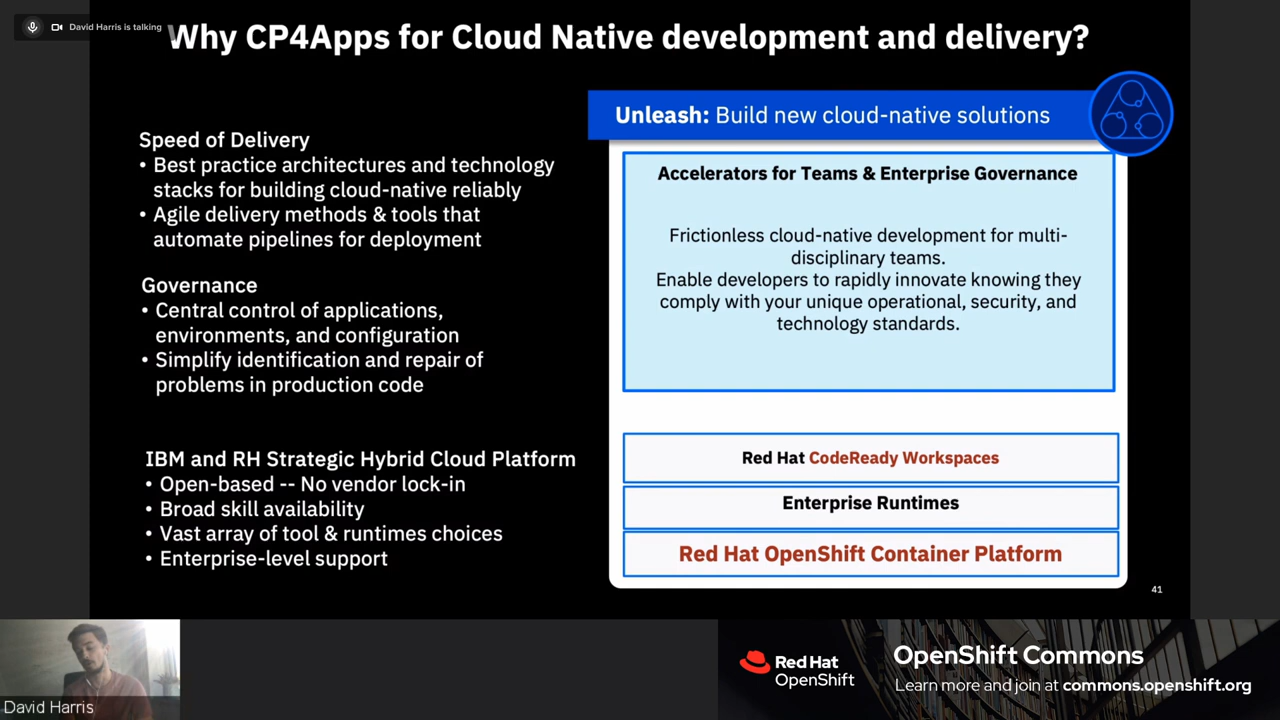 David Harris is talking
Why CP4Apps for Cloud Native development and delivery?
Speed of Delivery
• Best practice architectures and technology
stacks for building cloud-native reliably
• Agile delivery methods & tools that
automate pipelines for deployment
Governance
• Central control of applications,
environments, and configuration
• Simplify identification and repair of
problems in production code
IBM and RH Strategic Hybrid Cloud Platform
• Open-based -- No vendor lock-in
• Broad skill availability
• Vast array of tool & runtimes choices
• Enterprise-level support
Unleash: Build new cloud-native solutions
Accelerators for Teams & Enterprise Governance
Frictionless cloud-native development for multi-
disciplinary teams.
Enable developers to rapidly innovate knowing they
comply with your unique operational, security, and
technology standards.
Red Hat CodeReady Workspaces
Enterprise Runtimes
Red Hat OpenShift Container Platform
41
David Harris
Red Hat
OpenShift
OpenShift Commons
Learn more and join at commons.openshift.org